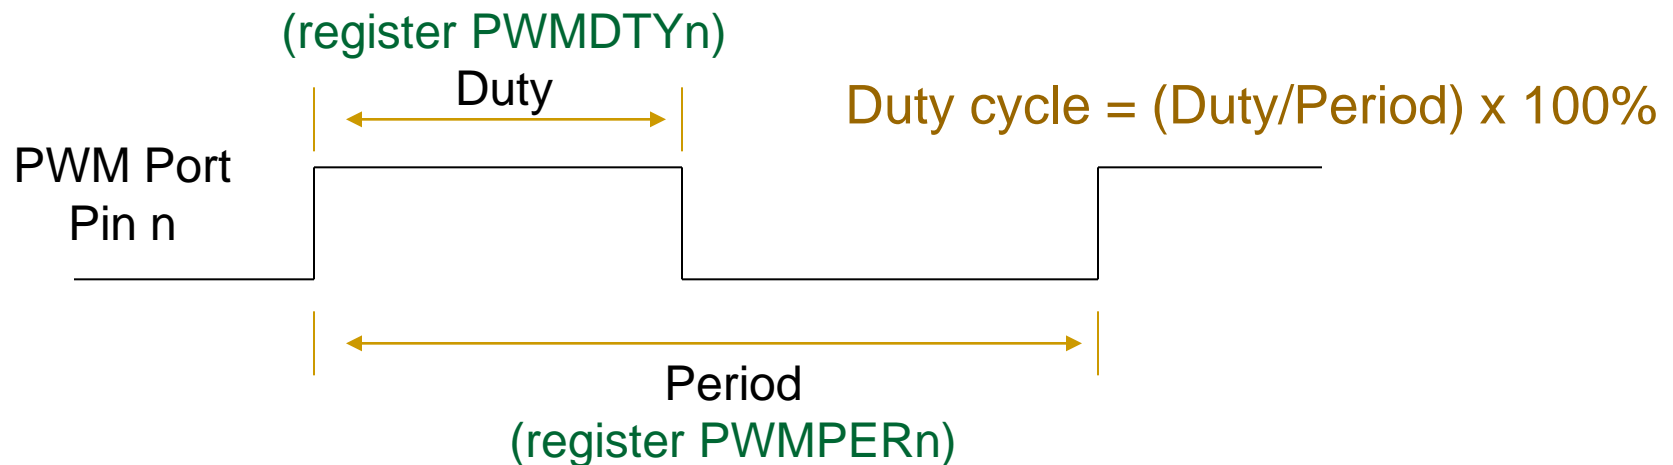 (register PWMDTYn)
Duty
Duty cycle = (Duty/Period) x 100%
PWM Port
Pin n
Period
(register PWMPERn)